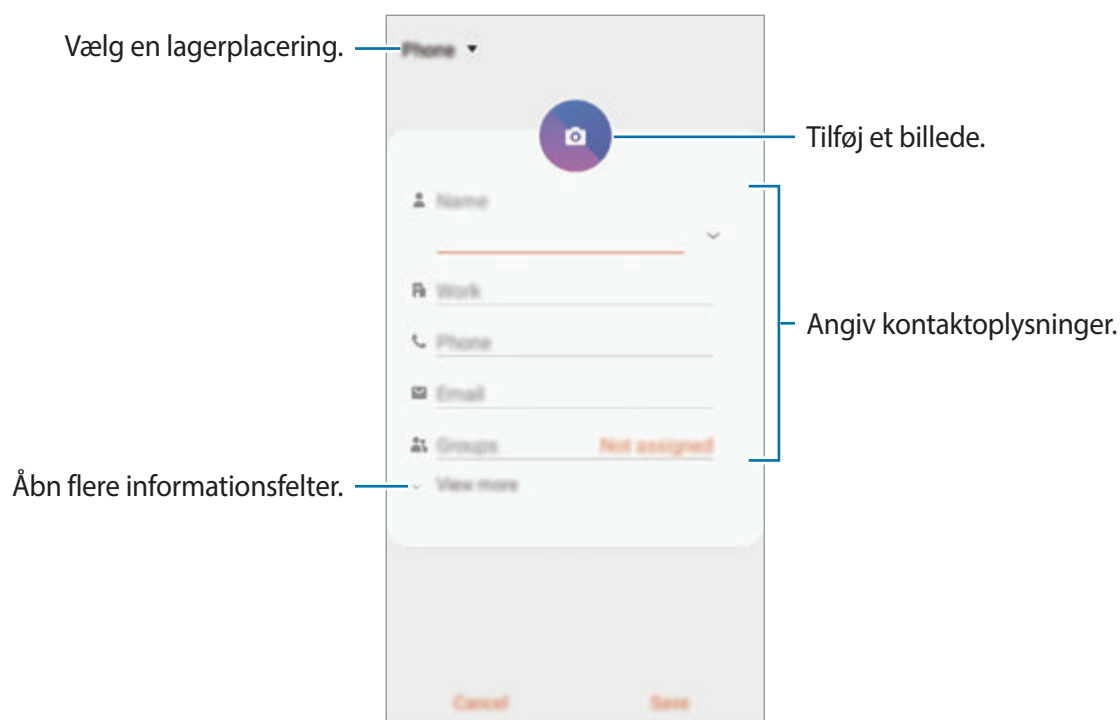 Vælg en lagerplacering.
Phone
Tilføj et billede.
Name
Work
Phone
Angiv kontaktoplysninger.
Email
Groups Not assigned
Åbn flere informationsfelter.
View more
Cancel Save